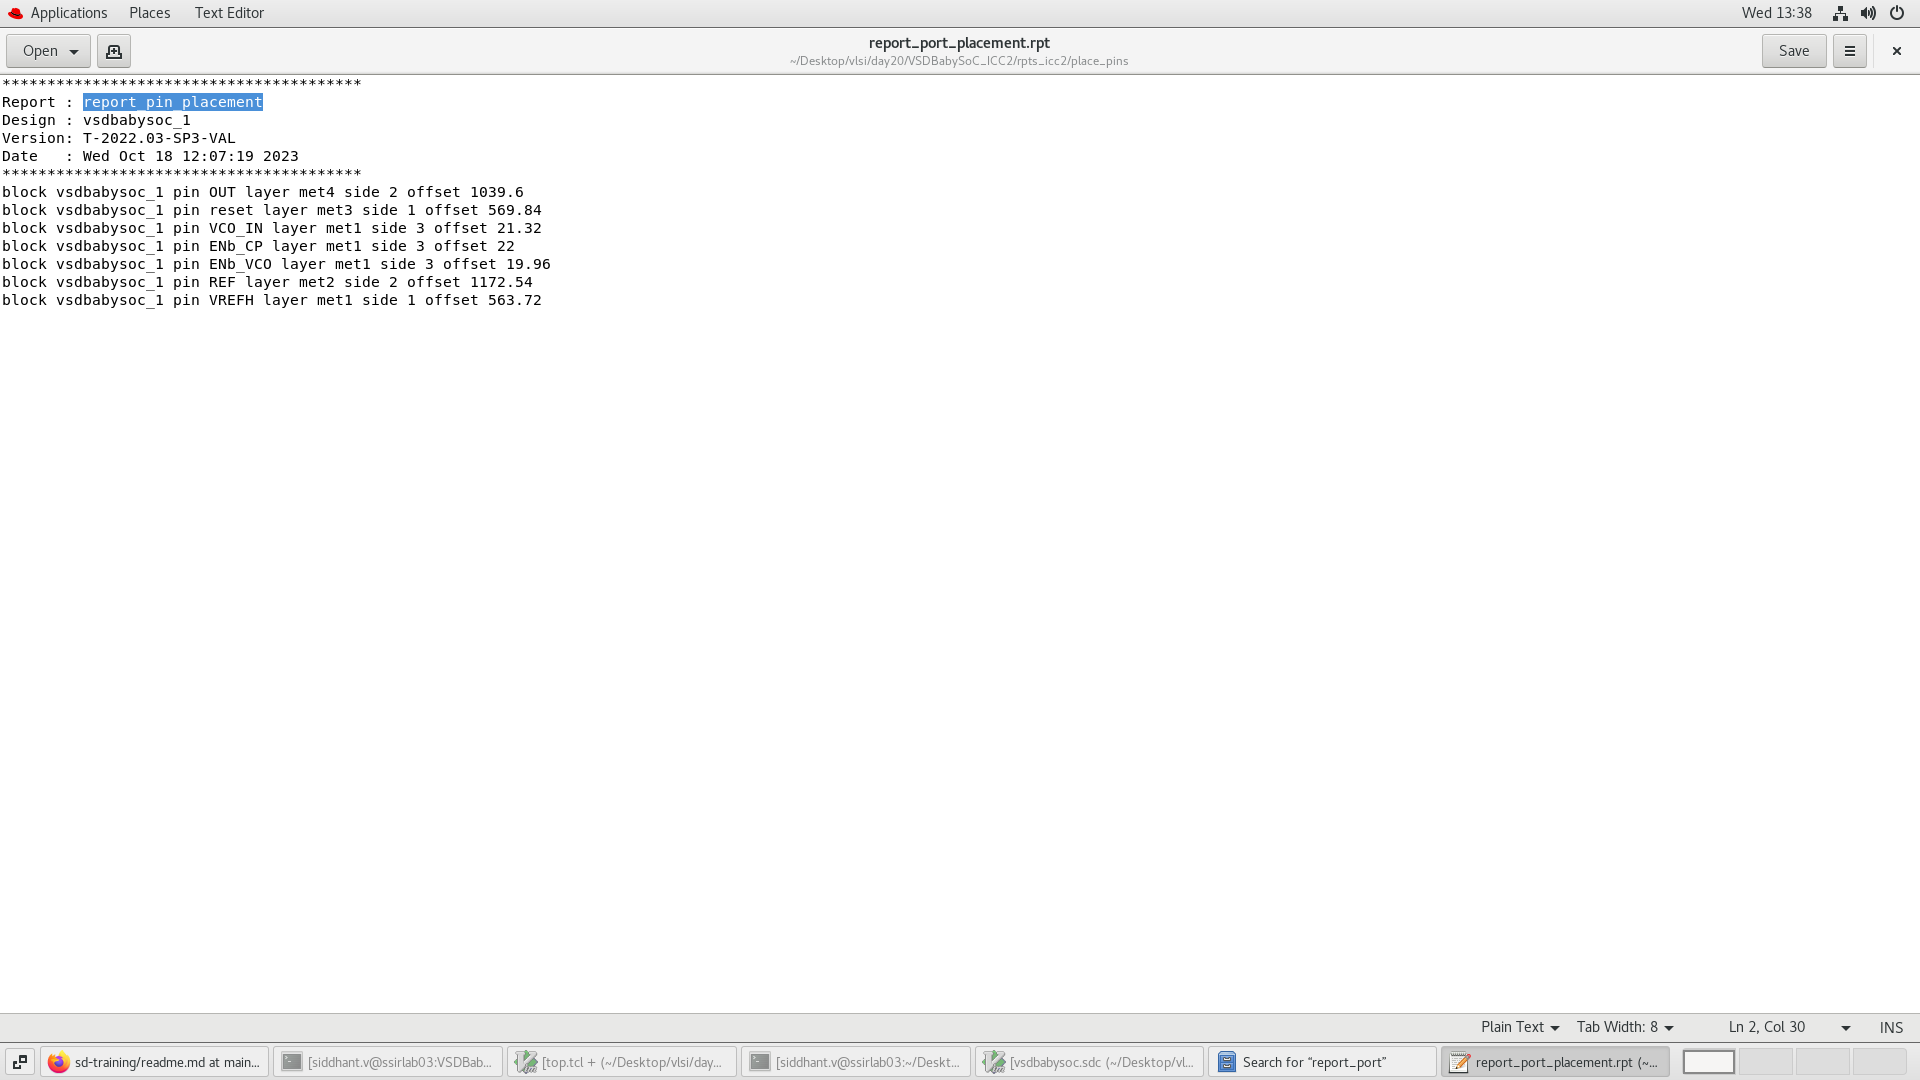 Applications Places Text Editor Wed 13:38
Open report_port_placement.rpt Save
~/Desktop/vlsi/day20/VSDBabySoC_ICC2/rpts_icc2/place_pins
****************************************
Report : report_pin_placement
Design : vsdbabysoc_1
Version: T-2022.03-SP3-VAL
Date   : Wed Oct 18 12:07:19 2023
****************************************
block vsdbabysoc_1 pin OUT layer met4 side 2 offset 1039.6
block vsdbabysoc_1 pin reset layer met3 side 1 offset 569.84
block vsdbabysoc_1 pin VCO_IN layer met1 side 3 offset 21.32
block vsdbabysoc_1 pin ENb_CP layer met1 side 3 offset 22
block vsdbabysoc_1 pin ENb_VCO layer met1 side 3 offset 19.96
block vsdbabysoc_1 pin REF layer met2 side 2 offset 1172.54
block vsdbabysoc_1 pin VREFH layer met1 side 1 offset 563.72
Plain Text Tab Width: 8 Ln 2, Col 30 INS
sd-training/readme.md at main... [siddhant.v@ssirlab03:VSDBab... [top.tcl + (~/Desktop/vlsi/day... [siddhant.v@ssirlab03:~/Deskt... [vsdbabysoc.sdc (~/Desktop/vl... Search for “report_port” report_port_placement.rpt (~...